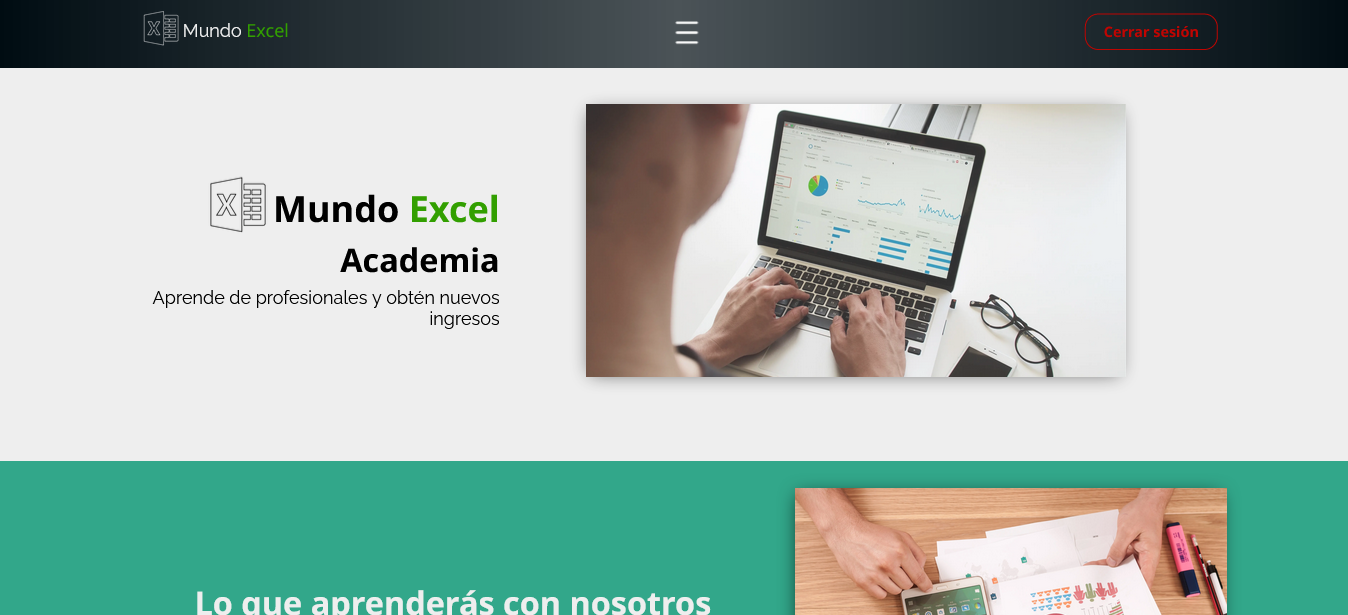 Mundo Excel
Cerrar sesión
Mundo Excel
Academia
Aprende de profesionales y obtén nuevos
ingresos
Lo que aprenderás con nosotros